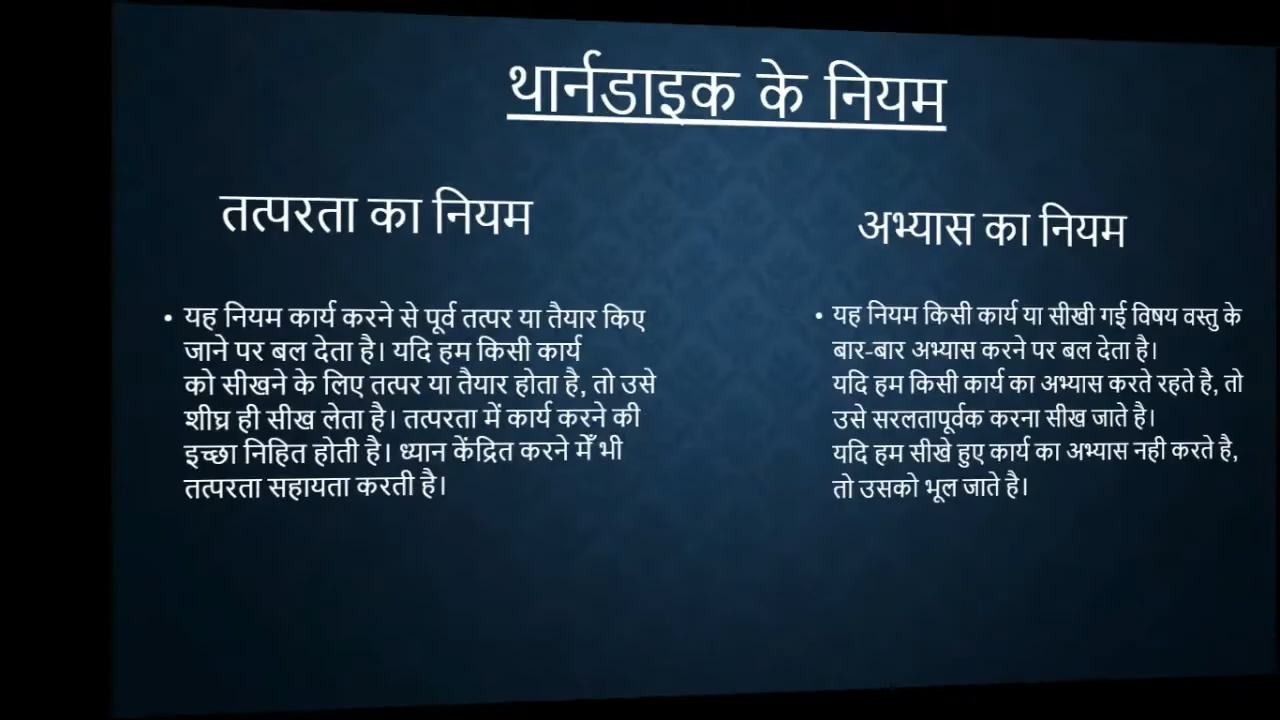 थार्नडाइक के नियम
तत्परता का नियम
• यह नियम कार्य करने से पूर्व तत्पर या तैयार किए
जाने पर बल देता है। यदि हम किसी कार्य
को सीखने के लिए तत्पर या तैयार होता है, तो उसे
शीघ्र ही सीख लेता है। तत्परता में कार्य करने की
इच्छा निहित होती है। ध्यान केंद्रित करने मेँ भी
तत्परता सहायता करती है।
अभ्यास का नियम
• यह नियम किसी कार्य या सीखी गई विषय वस्तु के
बार-बार अभ्यास करने पर बल देता है।
यदि हम किसी कार्य का अभ्यास करते रहते है, तो
उसे सरलतापूर्वक करना सीख जाते है।
यदि हम सीखे हुए कार्य का अभ्यास नही करते है,
तो उसको भूल जाते है।